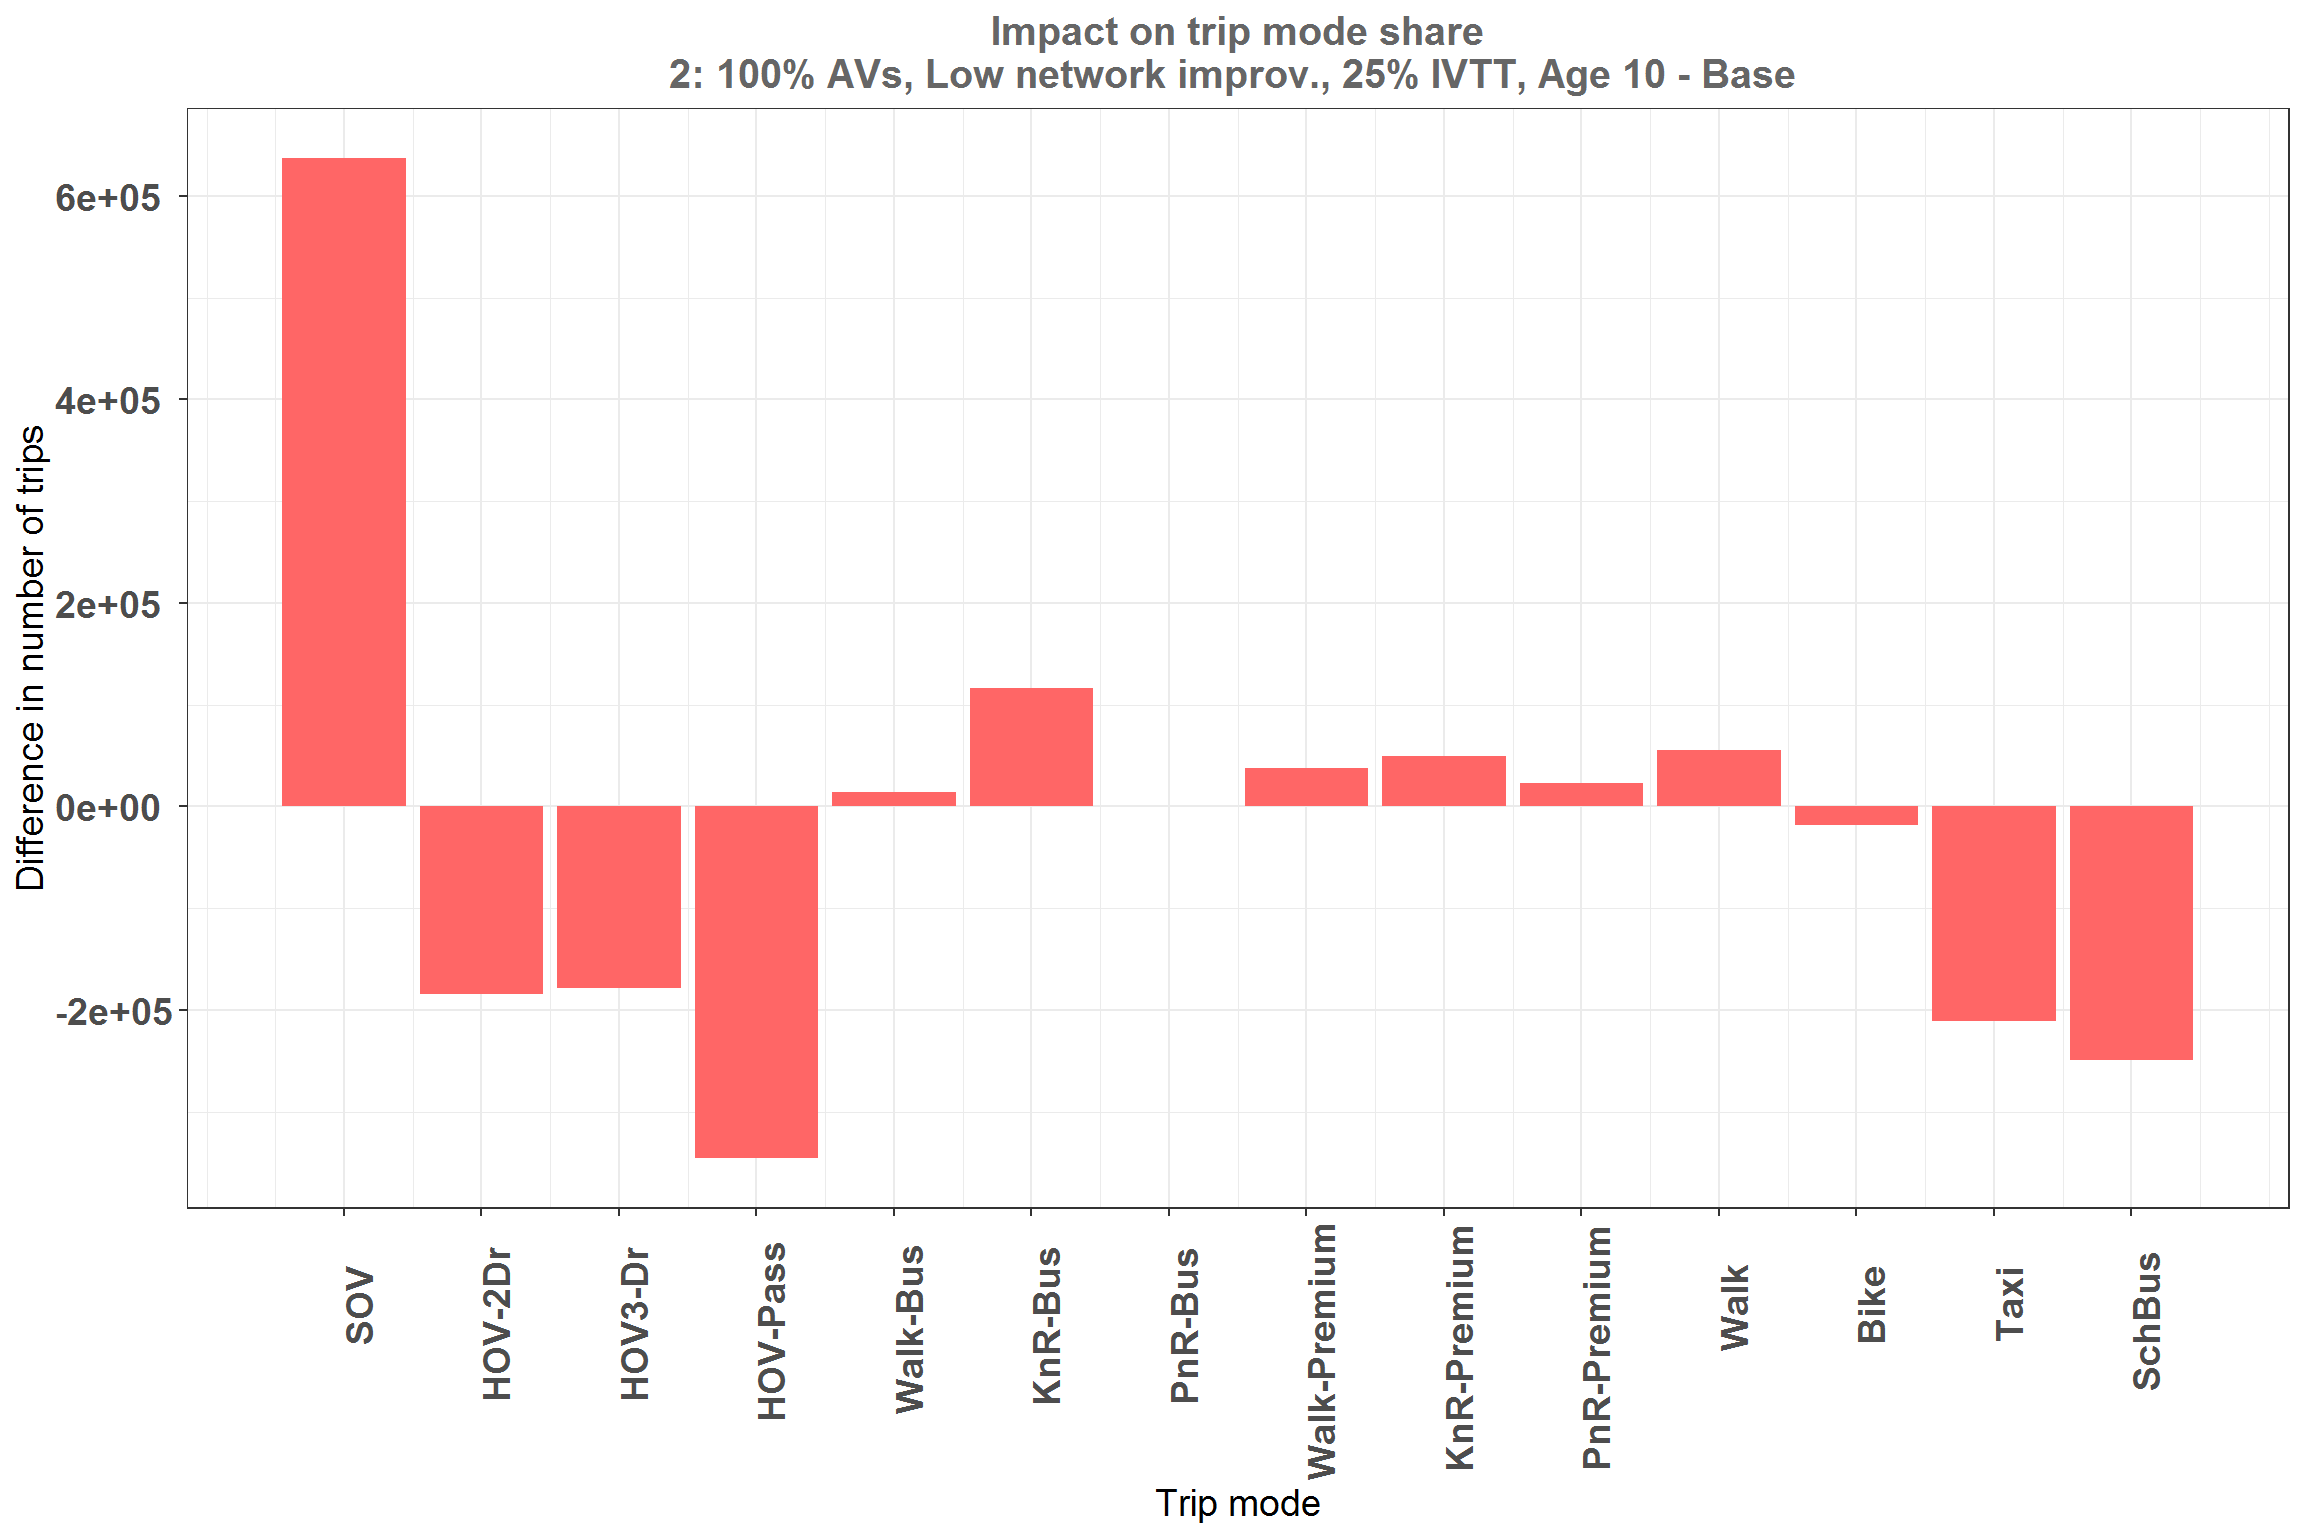 Impact on trip mode share
2: 100% AVs, Low network improv., 25% IVTT, Age 10 - Base
Difference in number of trips
6e+05
4e+05
2e+05
0e+00
-2e+05
SOV
HOV-2Dr
HOV3-Dr
HOV-Pass
Walk-Bus
KnR-Bus
PnR-Bus
Walk-Premium
KnR-Premium
PnR-Premium
Walk
Bike
Taxi
SchBus
Trip mode